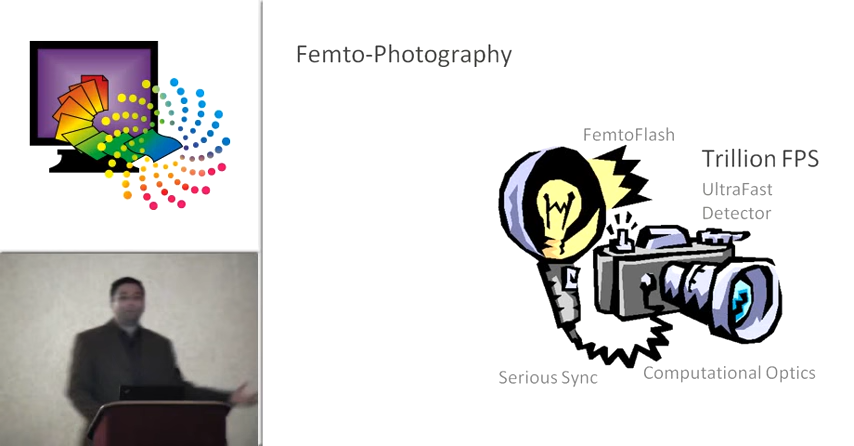 Femto-Photography
FemtoFlash
Trillion FPS
UltraFast
Detector
Serious Sync
Computational Optics